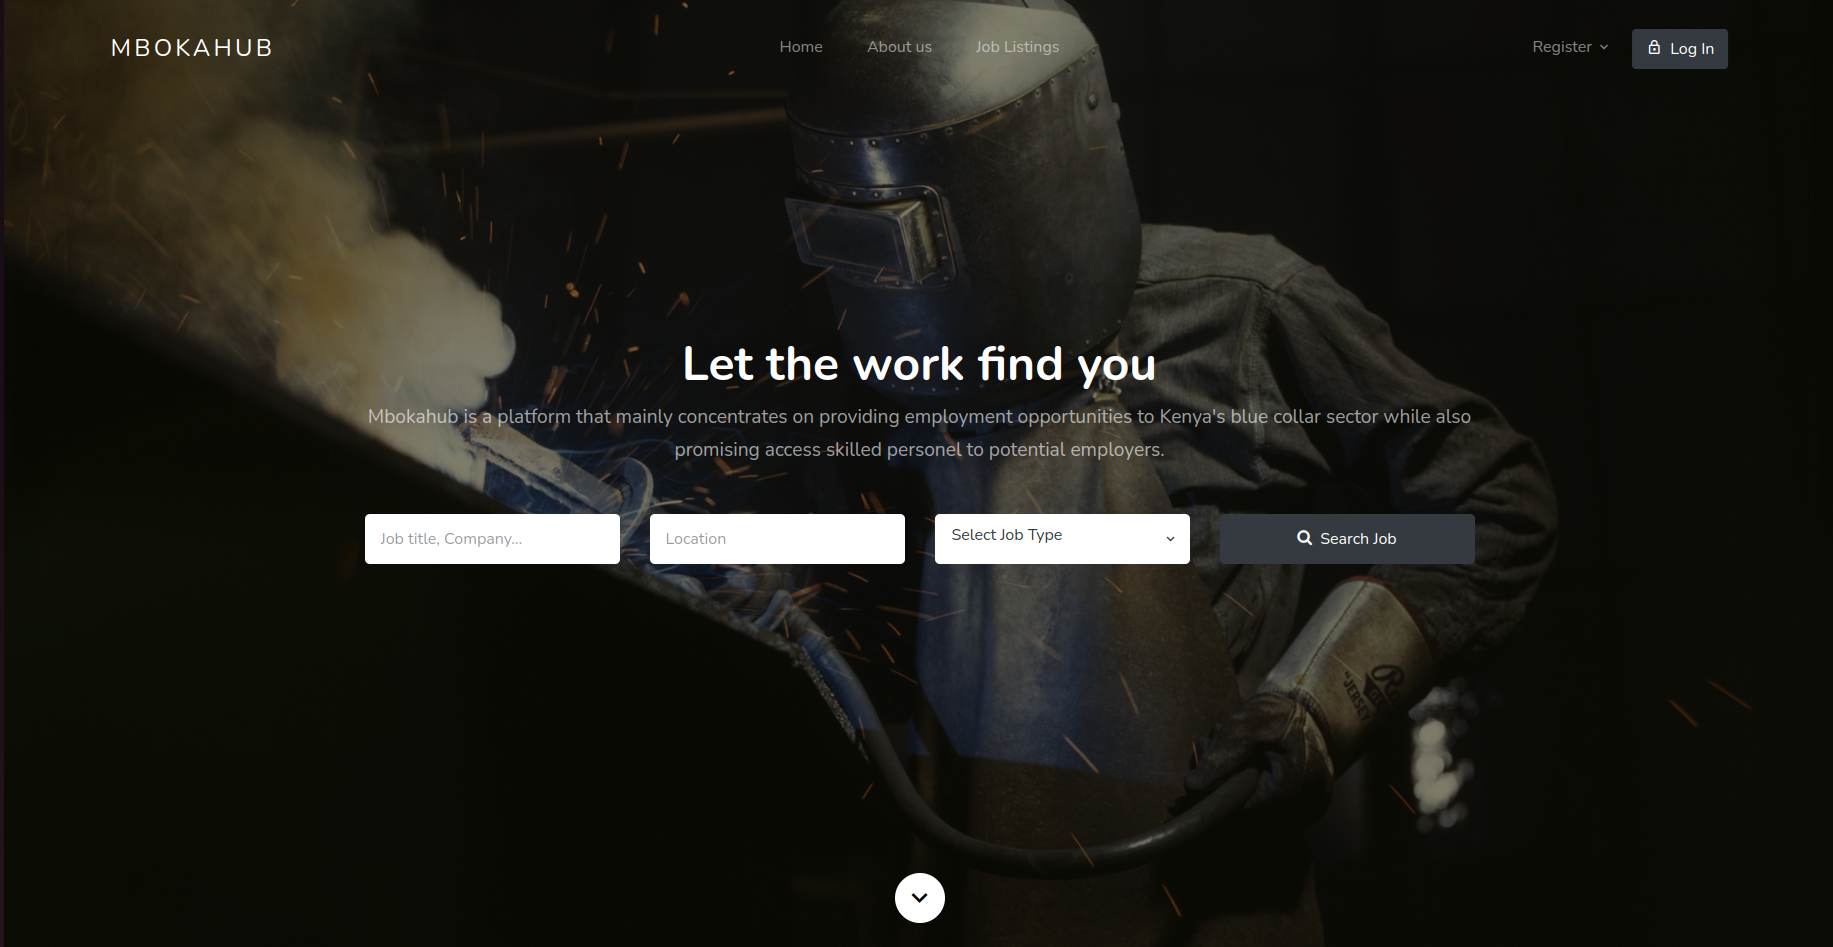 MBOKAHUB
Home About us Job Listings
Register Log In
Let the work find you
Mbokahub is a platform that mainly concentrates on providing employment opportunities to Kenya's blue collar sector while also
promising access skilled personel to potential employers.
Job title, Company... Location Select Job Type Search Job
"JERSEY